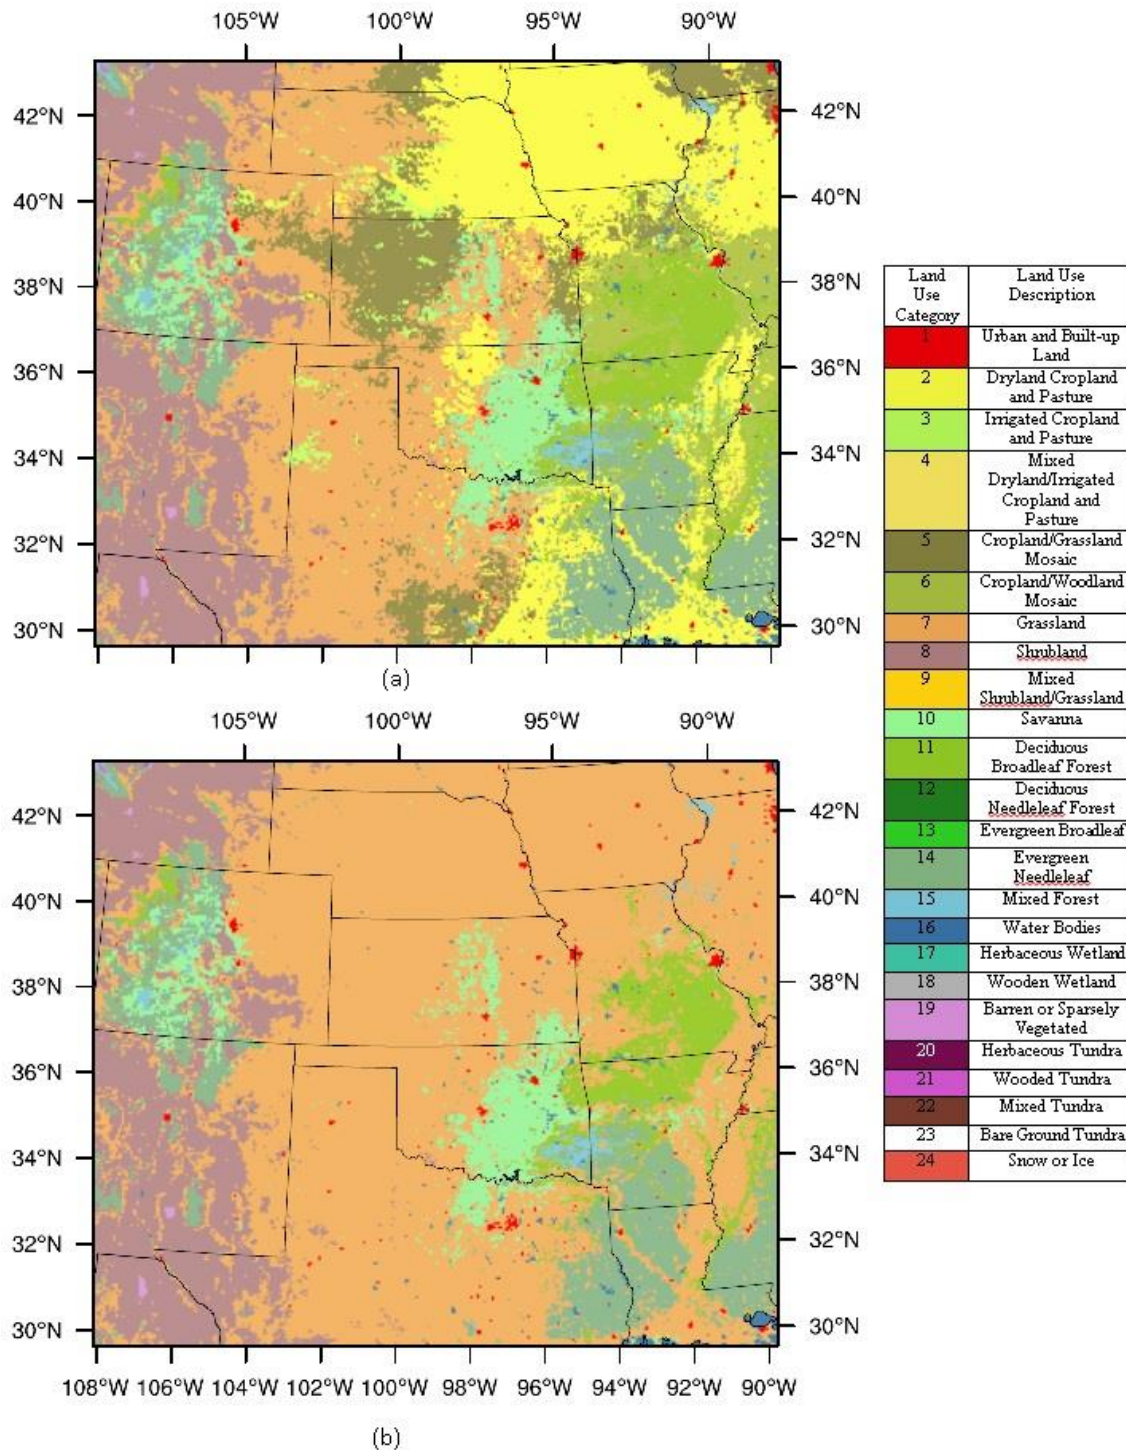 105°W 100°W 95°W 90°W
42°N 42°N
40°N 40°N
38°N 38°N
36°N 36°N
34°N 34°N
32°N 32°N
30°N 30°N
(a)
105°W 100°W 95°W 90°W
42°N 42°N
40°N 40°N
38°N 38°N
36°N 36°N
34°N 34°N
32°N 32°N
30°N 30°N
108°W 106°W 104°W 102°W 100°W 98°W 96°W 94°W 92°W 90°W
(b)
Land Land Use
Use Description
Category
1 Urban and Built-up
Land
2 Dryland Cropland
and Pasture
3 Irrigated Cropland
and Pasture
4 Mixed
Dryland/Irrigated
Cropland and
Pasture
5 Cropland/Grassland
Mosaic
6 Cropland/Woodland
Mosaic
7 Grassland
8 Shrubland
9 Mixed
Shrubland/Grassland
10 Savanna
11 Deciduous
Broadleaf Forest
12 Deciduous
Needleleaf Forest
13 Evergreen Broadleaf
14 Evergreen
Needleleaf
15 Mixed Forest
16 Water Bodies
17 Herbaceous Wetland
18 Wooden Wetland
19 Barren or Sparsely
Vegetated
20 Herbaceous Tundra
21 Wooded Tundra
22 Mixed Tundra
23 Bare Ground Tundra
24 Snow or Ice